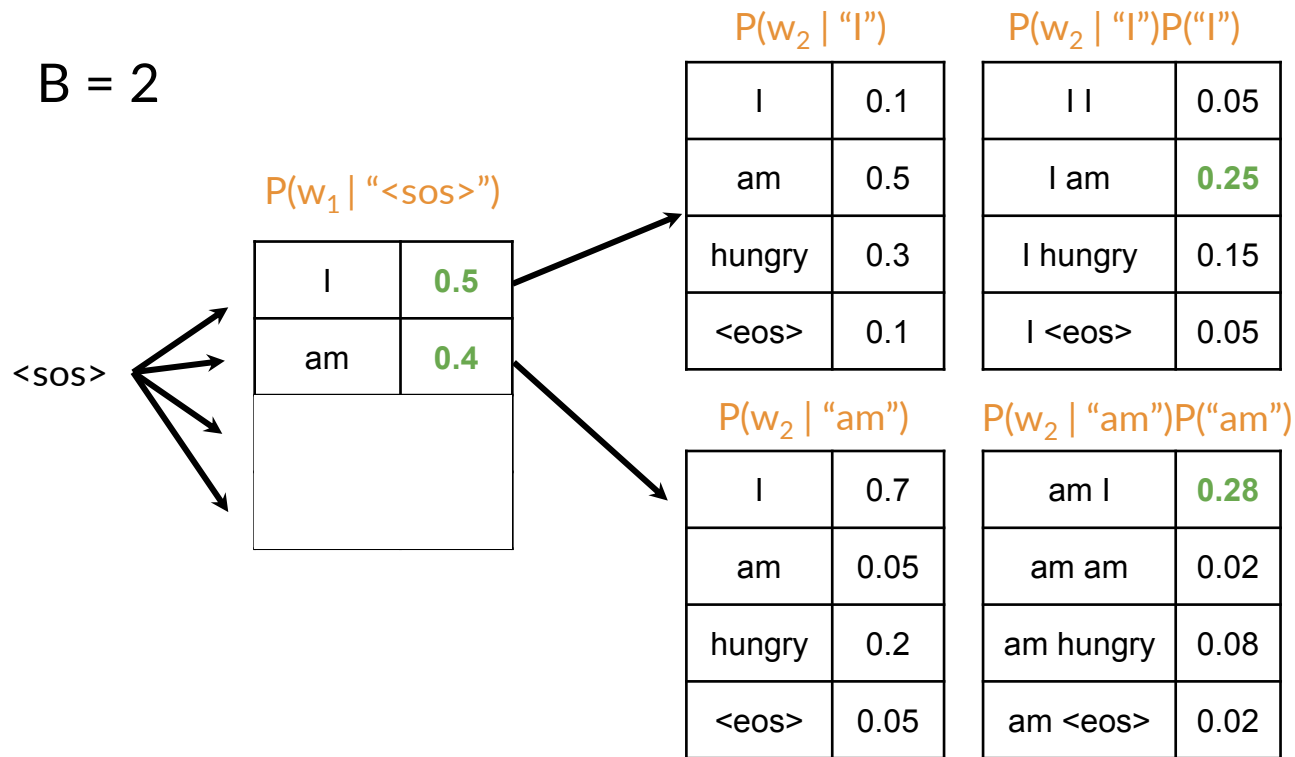 B = 2
<sos>
P(w₁ | “<sos>”)
I 0.5
am 0.4
P(w₂ | “I”)
I 0.1
am 0.5
hungry 0.3
<eos> 0.1
P(w₂ | “I”)P(“I”)
I I 0.05
I am 0.25
I hungry 0.15
I <eos> 0.05
P(w₂ | “am”)
I 0.7
am 0.05
hungry 0.2
<eos> 0.05
P(w₂ | “am”)P(“am”)
am I 0.28
am am 0.02
am hungry 0.08
am <eos> 0.02